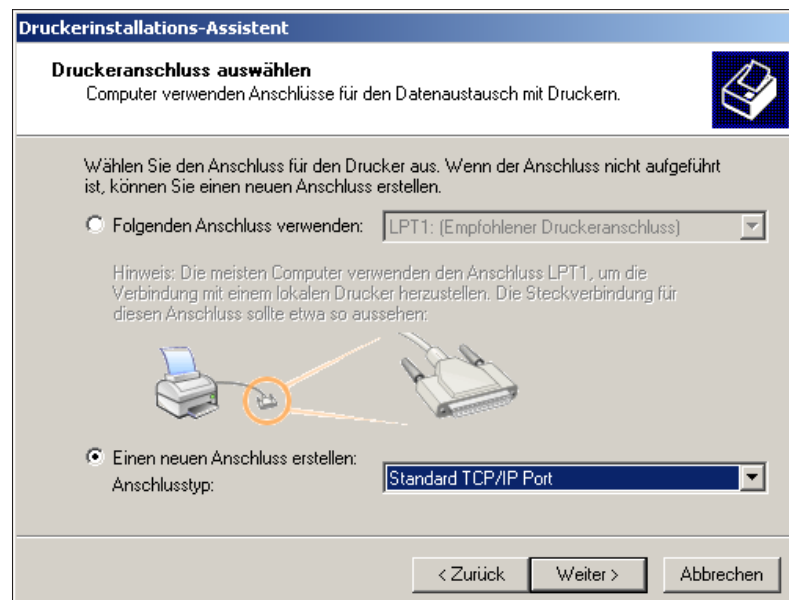 Druckerinstallations-Assistent
Druckeranschluss auswählen
Computer verwenden Anschlüsse für den Datenaustausch mit Druckern.
Wählen Sie den Anschluss für den Drucker aus. Wenn der Anschluss nicht aufgeführt
ist, können Sie einen neuen Anschluss erstellen.
Folgenden Anschluss verwenden: LPT1: (Empfohlener Druckeranschluss)
Hinweis: Die meisten Computer verwenden den Anschluss LPT1, um die
Verbindung mit einem lokalen Drucker herzustellen. Die Steckverbindung für
diesen Anschluss sollte etwa so aussehen:
Einen neuen Anschluss erstellen:
Anschlusstyp: Standard TCP/IP Port
< Zurück Weiter > Abbrechen